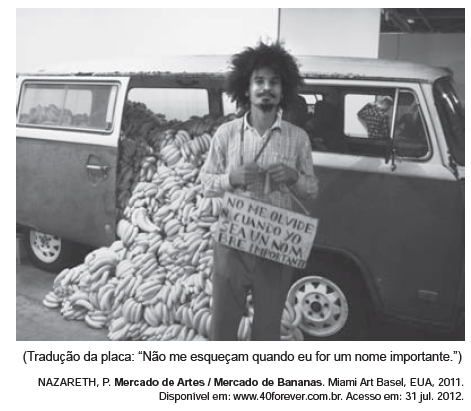 NO ME OLVIDE
N CUANDO YO
SEA UN NOM
BRE IMPORTANTE
(Tradução da placa: “Não me esqueçam quando eu for um nome importante.”)
NAZARETH, P. Mercado de Artes / Mercado de Bananas. Miami Art Basel, EUA, 2011.
Disponível em: www.40forever.com.br. Acesso em: 31 jul. 2012.